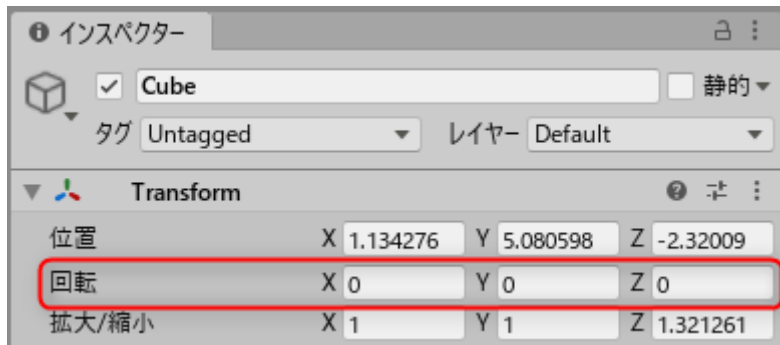 インスペクター
Cube 静的
タグ Untagged レイヤー Default
Transform
位置 X 1.134276 Y 5.080598 Z -2.32009
回転 X 0 Y 0 Z 0
拡大/縮小 X 1 Y 1 Z 1.321261